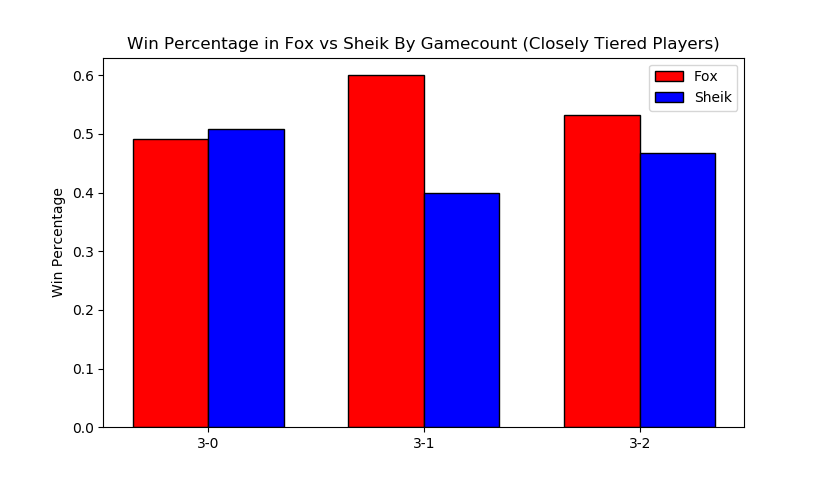 Win Percentage in Fox vs Sheik By Gamecount (Closely Tiered Players)
Fox
Sheik
Win Percentage
0.6
0.5
0.4
0.3
0.2
0.1
0.0
3-0
3-1
3-2